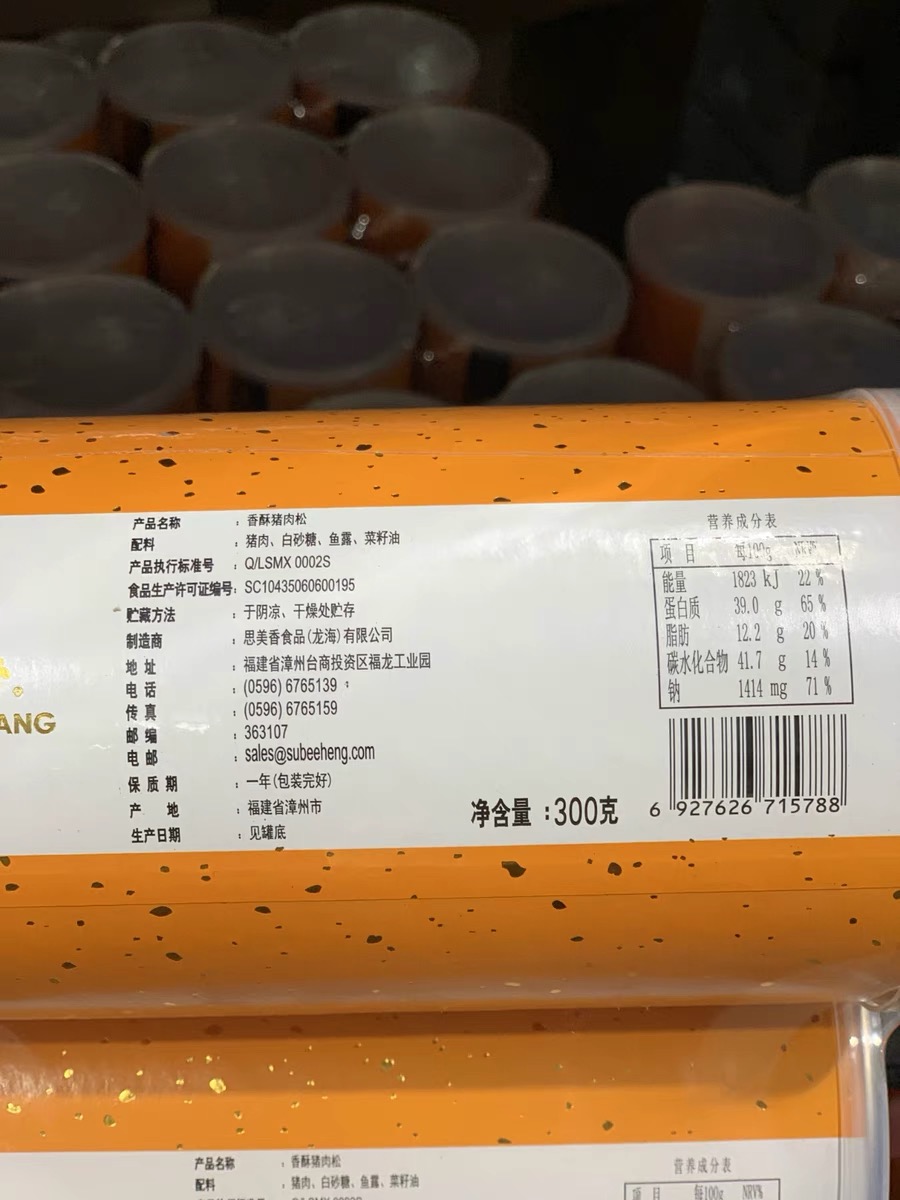 产品名称 : 香酥猪肉松
配料 : 猪肉、白砂糖、鱼露、菜籽油
产品执行标准号 : Q/LSMX 0002S
食品生产许可证编号: SC10435060600195
贮藏方法 : 于阴凉、干燥处贮存
制造商 : 思美香食品(龙海)有限公司
地址 : 福建省漳州台商投资区福龙工业园
电话 : (0596) 6765139
传真 : (0596) 6765159
邮编 : 363107
电邮 : sales@subeeheng.com
保质期 : 一年(包装完好)
产地 : 福建省漳州市
生产日期 : 见罐底
ANG
净含量 :300克
营养成分表
项目 每100g NRV%
能量 1823 kJ 22 %
蛋白质 39.0 g 65 %
脂肪 12.2 g 20 %
碳水化合物 41.7 g 14 %
钠 1414 mg 71 %
6 927626 715788
产品名称 : 香酥猪肉松
配料 : 猪肉、白砂糖、鱼露、菜籽油
营养成分表
项目 每100g NRV%